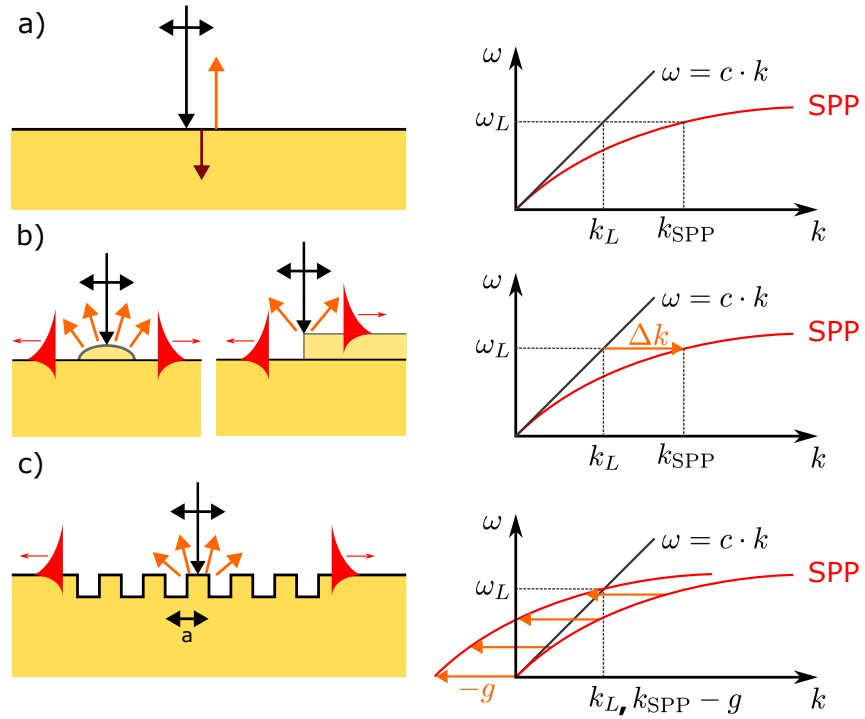 a)
ω
ω = c · k
SPP
ω_L
k_L
k_SPP
k
b)
ω
ω = c · k
SPP
ω_L
Δk
k_L
k_SPP
k
c)
a
ω
ω = c · k
SPP
ω_L
−g
k_L, k_SPP − g
k